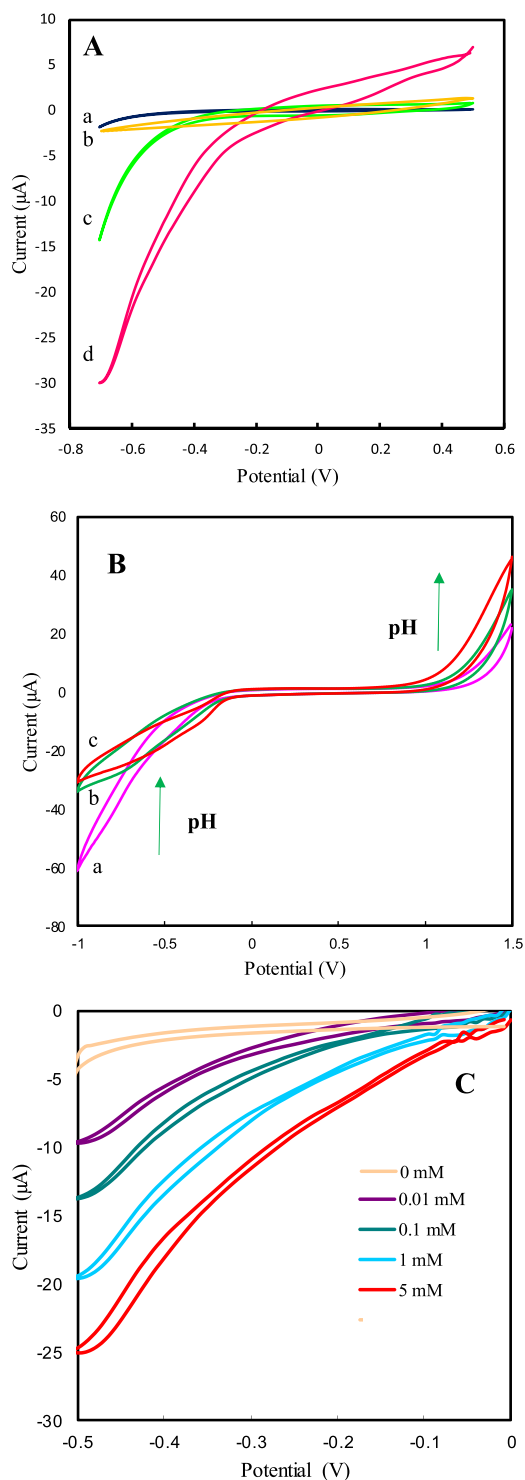 A
10
5
0
-5
-10
-15
-20
-25
-30
-35
a
b
c
d
Current (µA)
-0.8 -0.6 -0.4 -0.2 0 0.2 0.4 0.6
Potential (V)
B
60
40
20
0
-20
-40
-60
-80
pH
pH
c
b
a
Current (µA)
-1 -0.5 0 0.5 1 1.5
Potential (V)
C
0
-5
-10
-15
-20
-25
-30
0 mM
0.01 mM
0.1 mM
1 mM
5 mM
Current (µA)
-0.5 -0.4 -0.3 -0.2 -0.1 0
Potential (V)